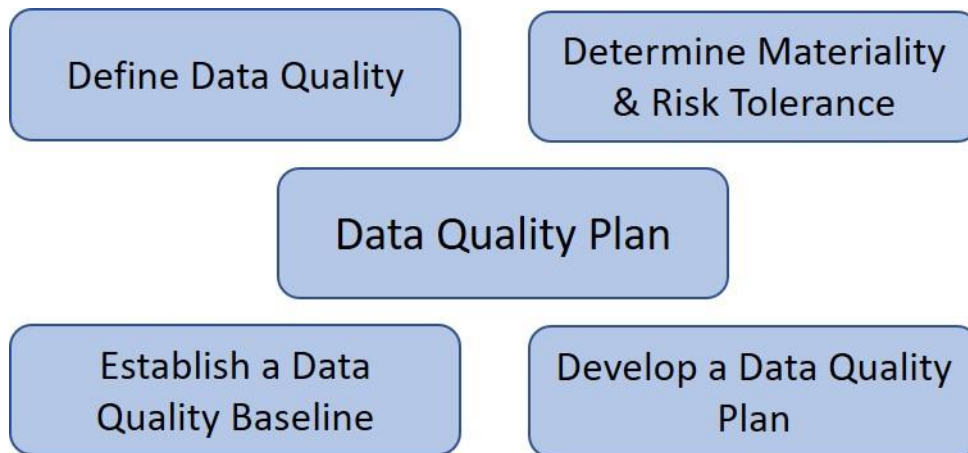 Define Data Quality
Determine Materiality
& Risk Tolerance
Data Quality Plan
Establish a Data
Quality Baseline
Develop a Data Quality
Plan